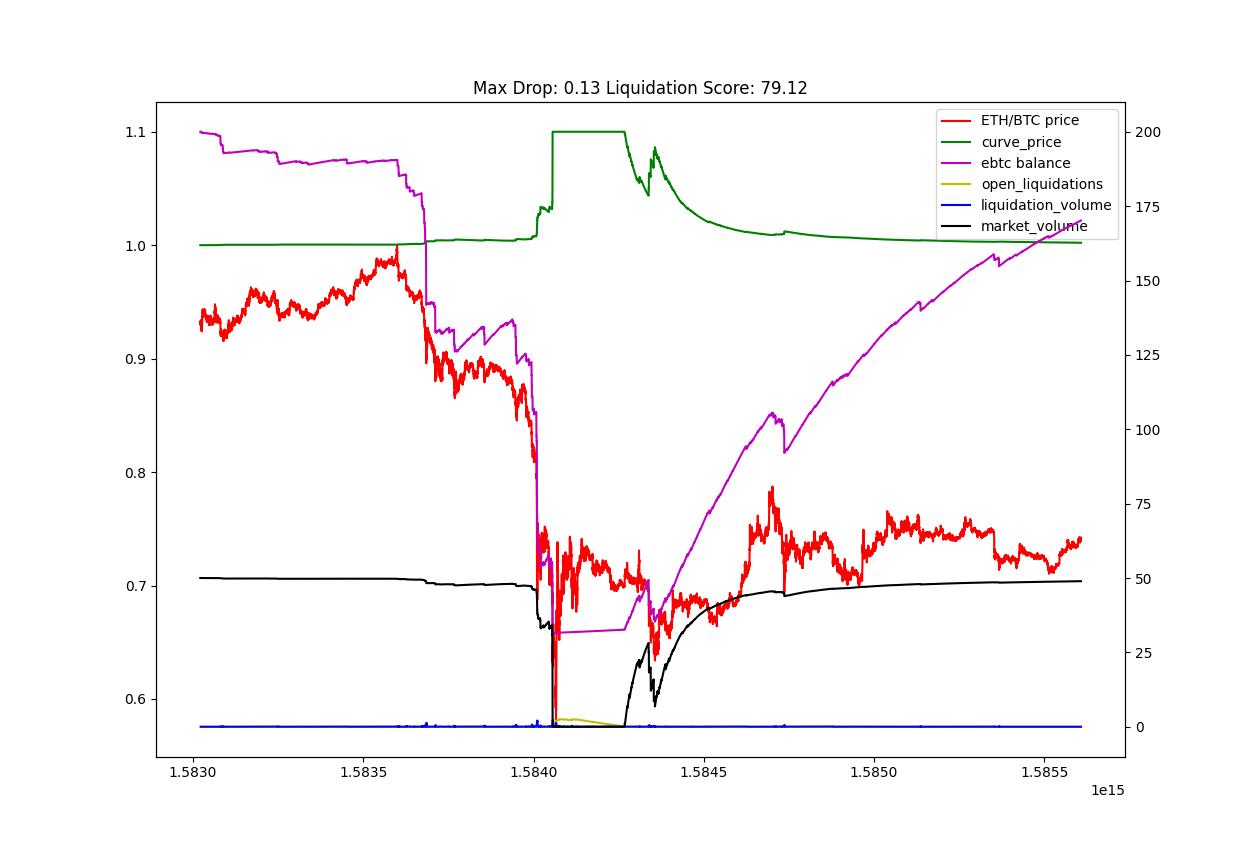 Max Drop: 0.13 Liquidation Score: 79.12
1.1
1.0
0.9
0.8
0.7
0.6
200
175
150
125
100
75
50
25
0
ETH/BTC price
curve_price
ebtc balance
open_liquidations
liquidation_volume
market_volume
1.5830 1.5835 1.5840 1.5845 1.5850 1.5855
1e15